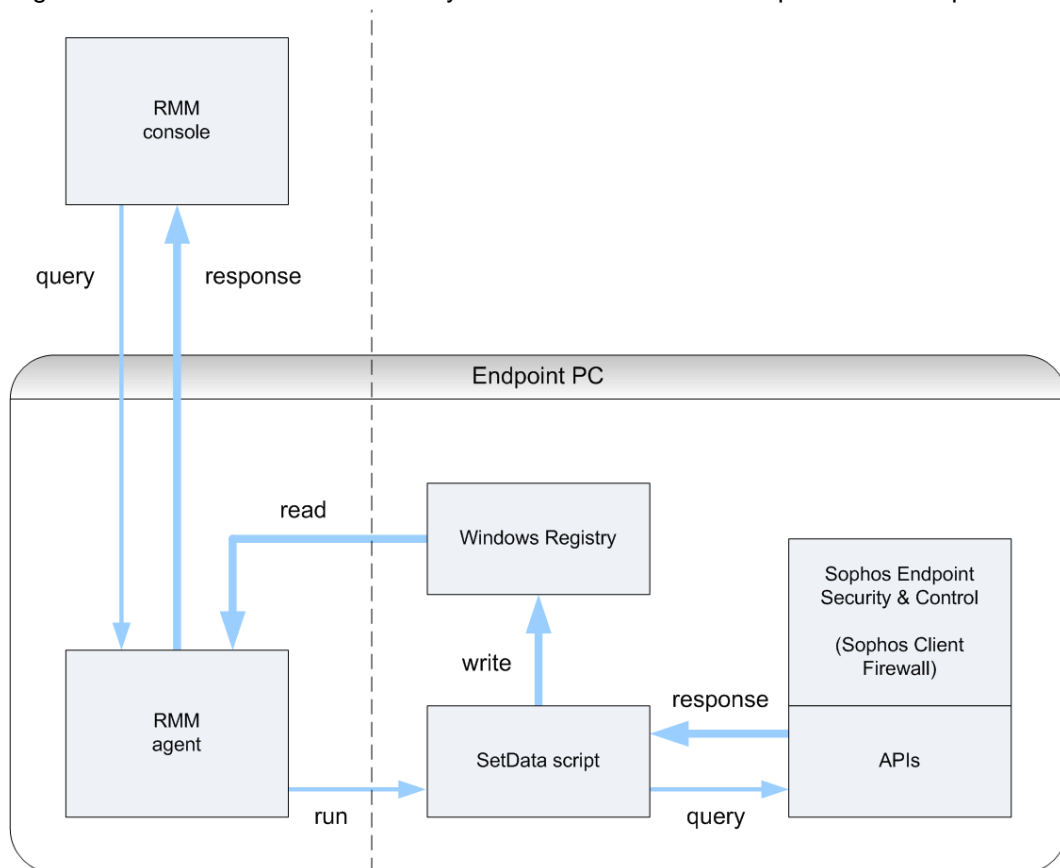 RMM
console
query
response
Endpoint PC
read
Windows Registry
Sophos Endpoint
Security & Control
(Sophos Client
Firewall)
write
response
RMM
agent
SetData script
APIs
run
query